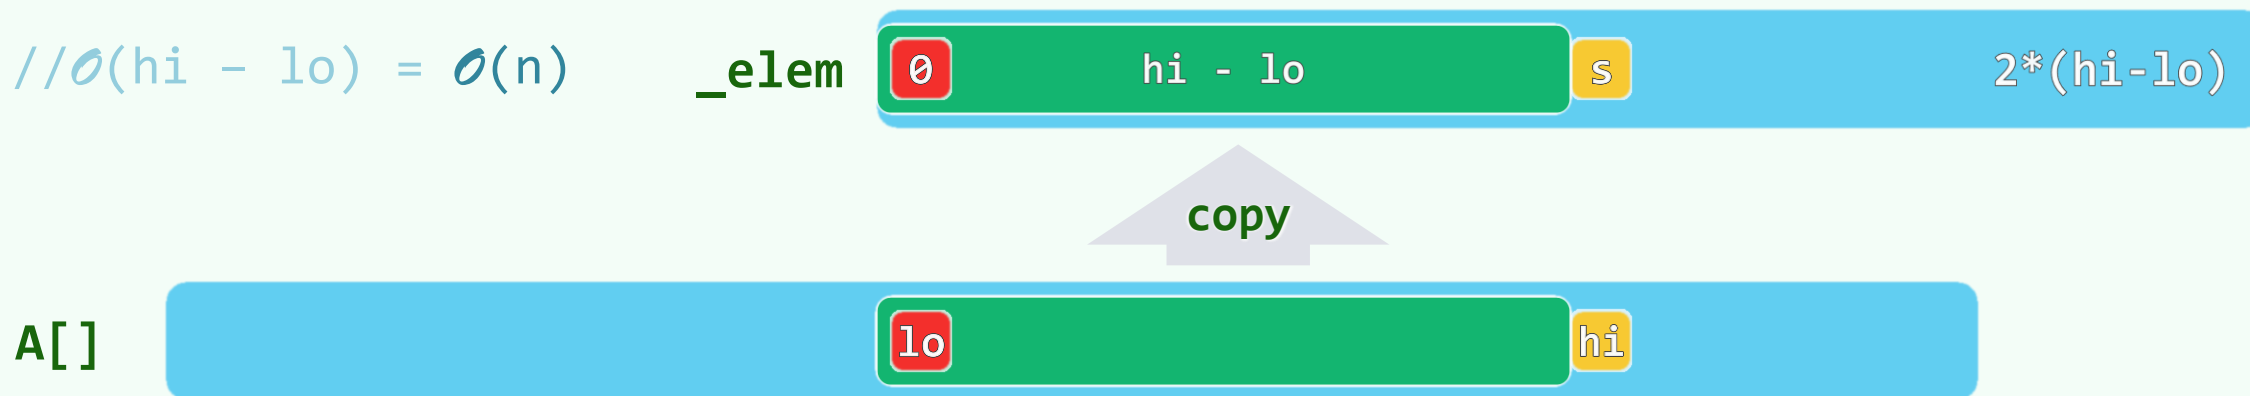 //𝒪(hi - lo) = 𝒪(n) _elem 0 hi - lo s 2*(hi-lo)
copy
A[] lo hi